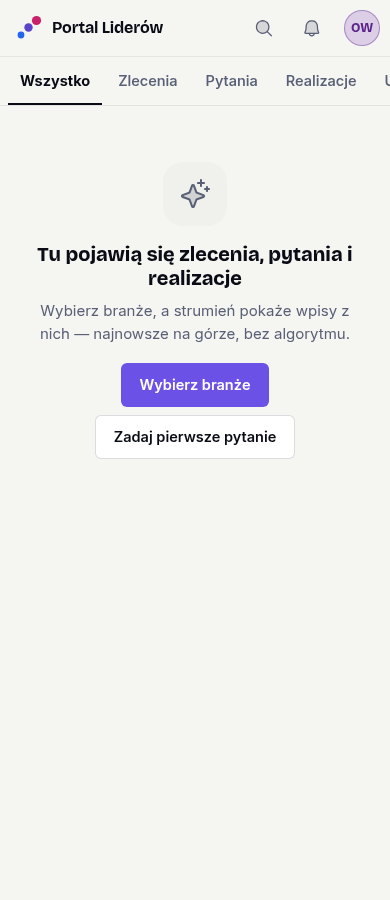 Portal Liderów
OW
Wszystko Zlecenia Pytania Realizacje
Tu pojawią się zlecenia, pytania i
realizacje
Wybierz branże, a strumień pokaże wpisy z
nich — najnowsze na górze, bez algorytmu.
Wybierz branże
Zadaj pierwsze pytanie